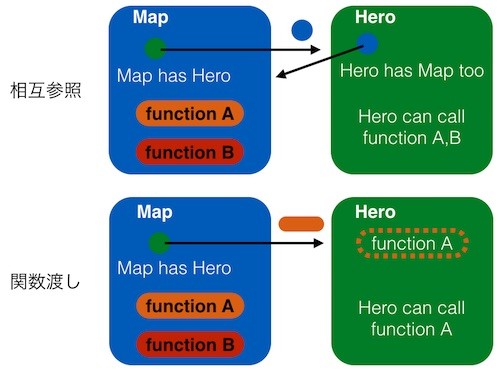 Map
Hero
相互参照
Map has Hero
Hero has Map too
function A
function B
Hero can call
function A,B
Map
Hero
関数渡し
Map has Hero
function A
function A
function B
Hero can call
function A